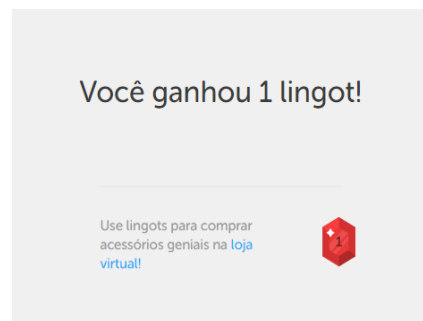 Você ganhou 1 lingot!
Use lingots para comprar
acessórios geniais na loja
virtual!
1